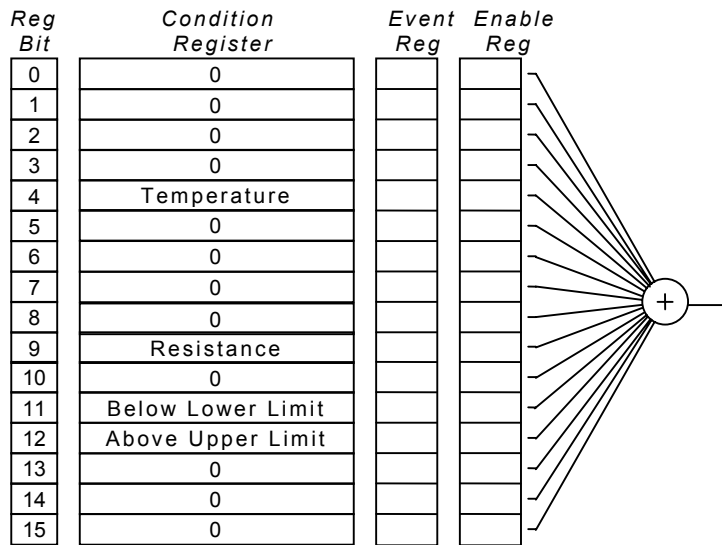 Reg Condition Event Enable
Bit Register Reg Reg
0 0
1 0
2 0
3 0
4 Temperature
5 0
6 0
7 0
8 0
9 Resistance
10 0
11 Below Lower Limit
12 Above Upper Limit
13 0
14 0
15 0
+